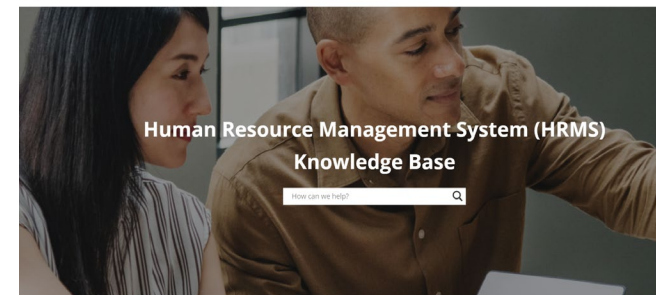 Human Resource Management System (HRMS)
Knowledge Base
How can we help?